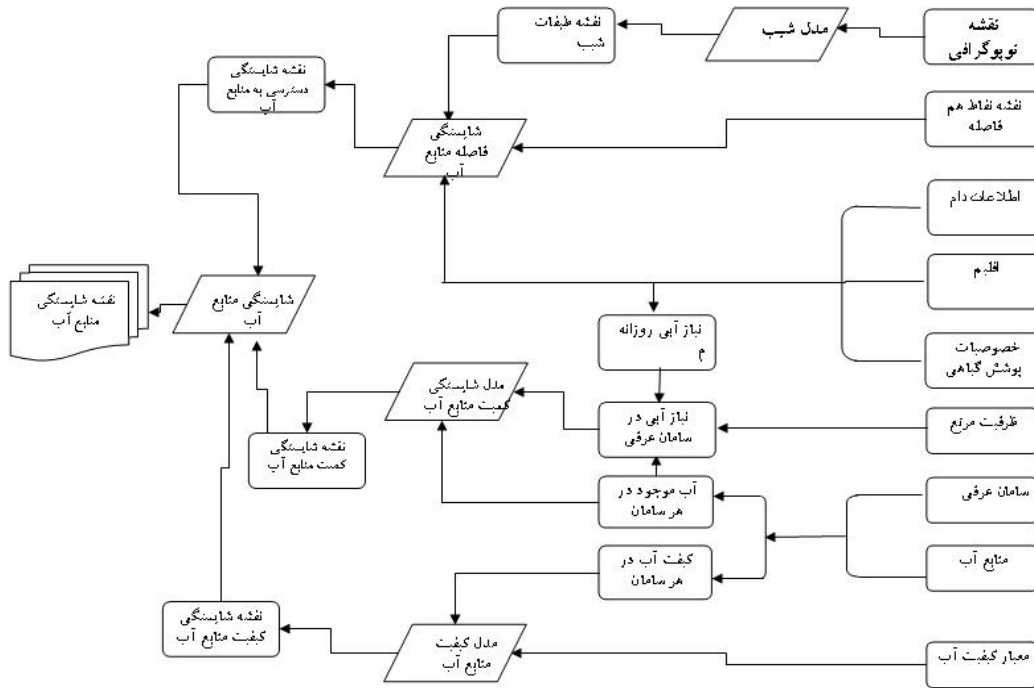 نقشه
توپوگرافی
مدل شیب
نقشه طبقات
شیب
نقشه شایستگی
دسترسی به منابع
آب
نقشه نقاط هم
فاصله
شایستگی
فاصله منابع
آب
اطلاعات دام
اقلیم
خصوصیات
پوشش گیاهی
نیاز آبی روزانه
م
شایستگی منابع
آب
نقشه شایستگی
منابع آب
ظرفیت مرتع
نیاز آبی در
سامان عرفی
مدل شایستگی
کمیت منابع آب
نقشه شایستگی
کمیت منابع آب
سامان عرفی
آب موجود در
هر سامان
منابع آب
کیفت آب در
هر سامان
معیار کیفیت آب
مدل کیفیت
منابع آب
نقشه شایستگی
کیفیت منابع آب